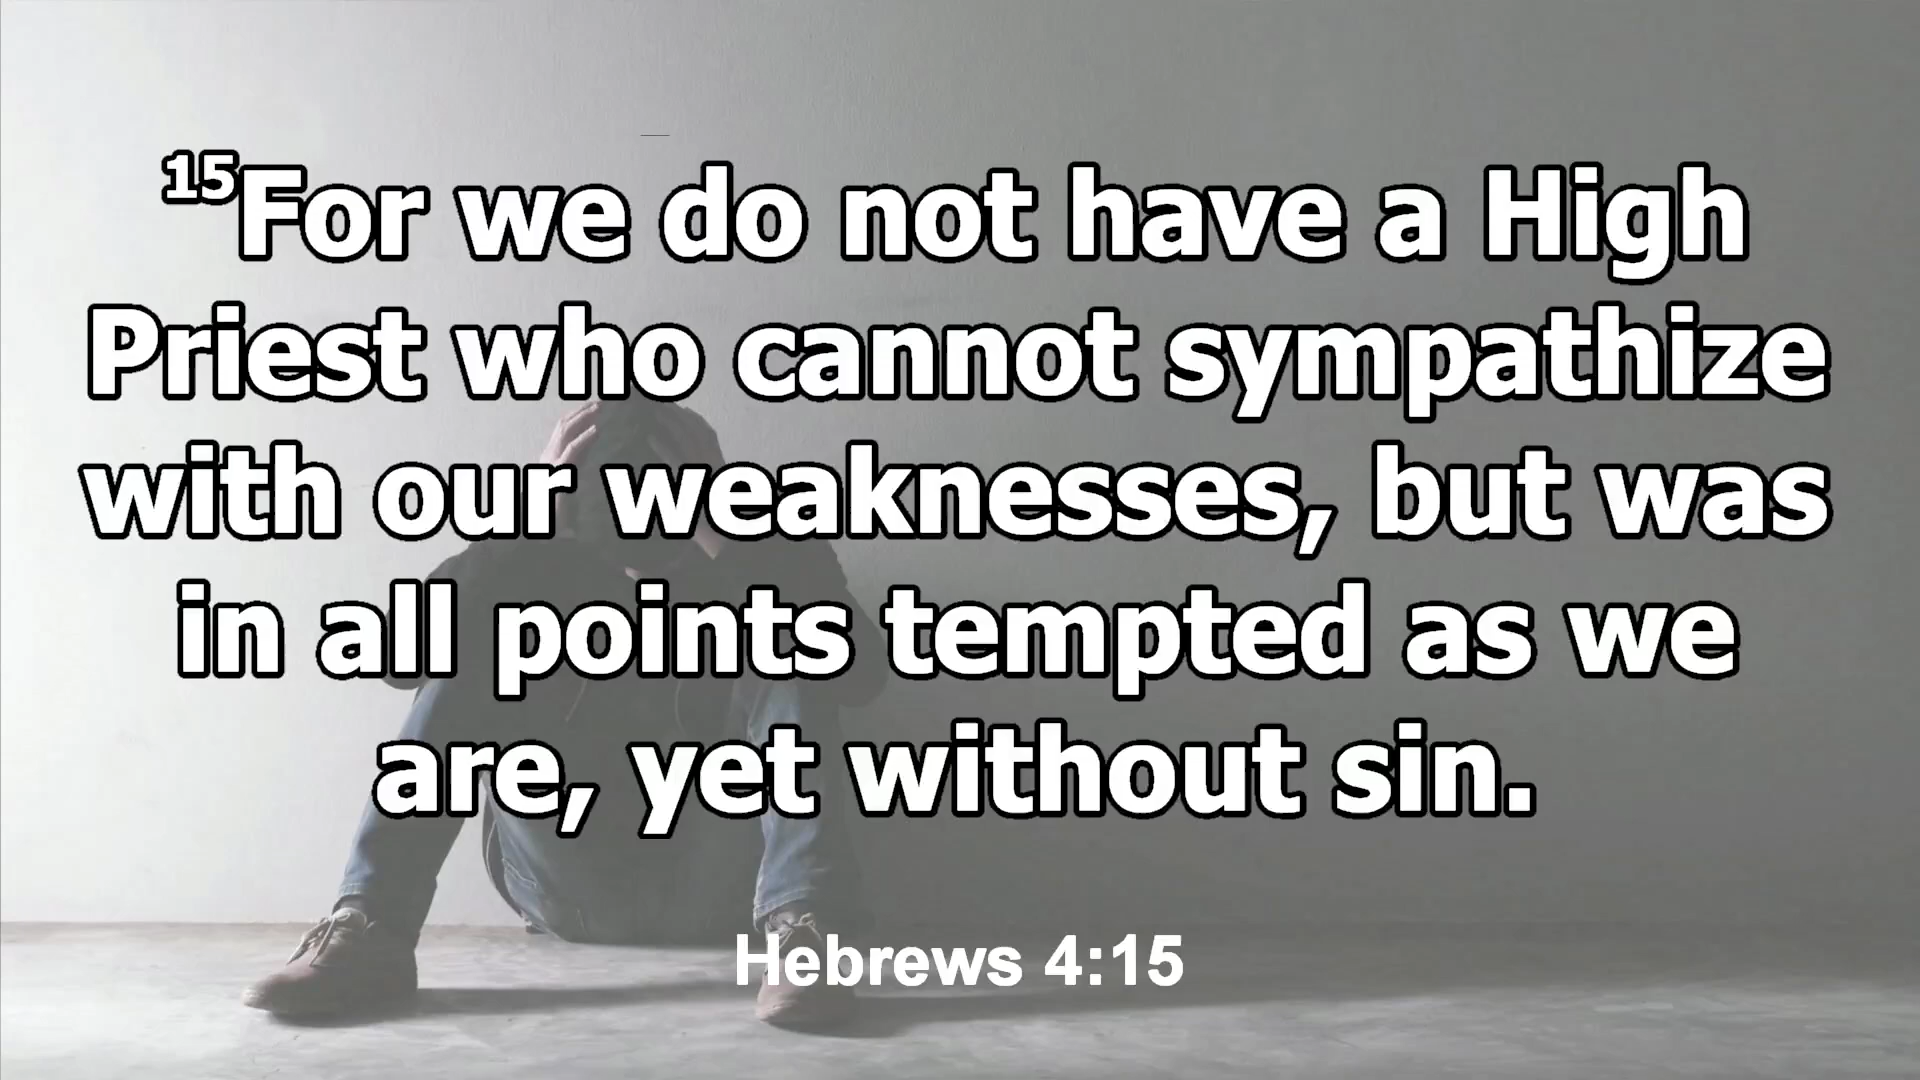 15For we do not have a High
Priest who cannot sympathize
with our weaknesses, but was
in all points tempted as we
are, yet without sin.
Hebrews 4:15